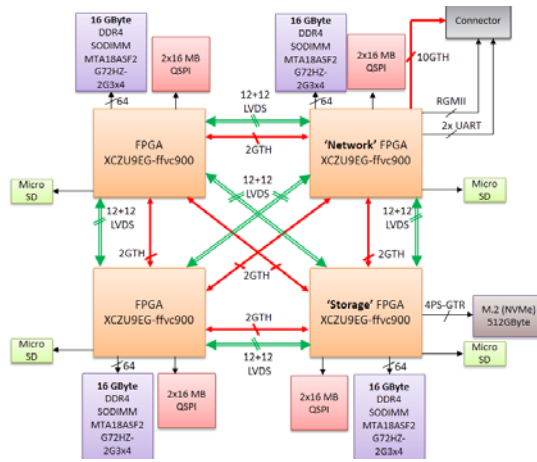 16 GByte
DDR4
SODIMM
MTA18ASF2
G72HZ-
2G3x4
2x16 MB
QSPI
16 GByte
DDR4
SODIMM
MTA18ASF2
G72HZ-
2G3x4
2x16 MB
QSPI
Connector
10GTH
RGMII
2x UART
64
12+12
LVDS
64
FPGA
XCZU9EG-ffvc900
2GTH
'Network' FPGA
XCZU9EG-ffvc900
Micro
SD
12+12
LVDS
Micro
SD
12+12
LVDS
12+12
LVDS
2GTH
2GTH
2GTH
FPGA
XCZU9EG-ffvc900
2GTH
'Storage' FPGA
XCZU9EG-ffvc900
4PS-GTR
M.2 (NVMe)
512GByte
Micro
SD
12+12
LVDS
Micro
SD
64
64
16 GByte
DDR4
SODIMM
MTA18ASF2
G72HZ-
2G3x4
2x16 MB
QSPI
2x16 MB
QSPI
16 GByte
DDR4
SODIMM
MTA18ASF2
G72HZ-
2G3x4